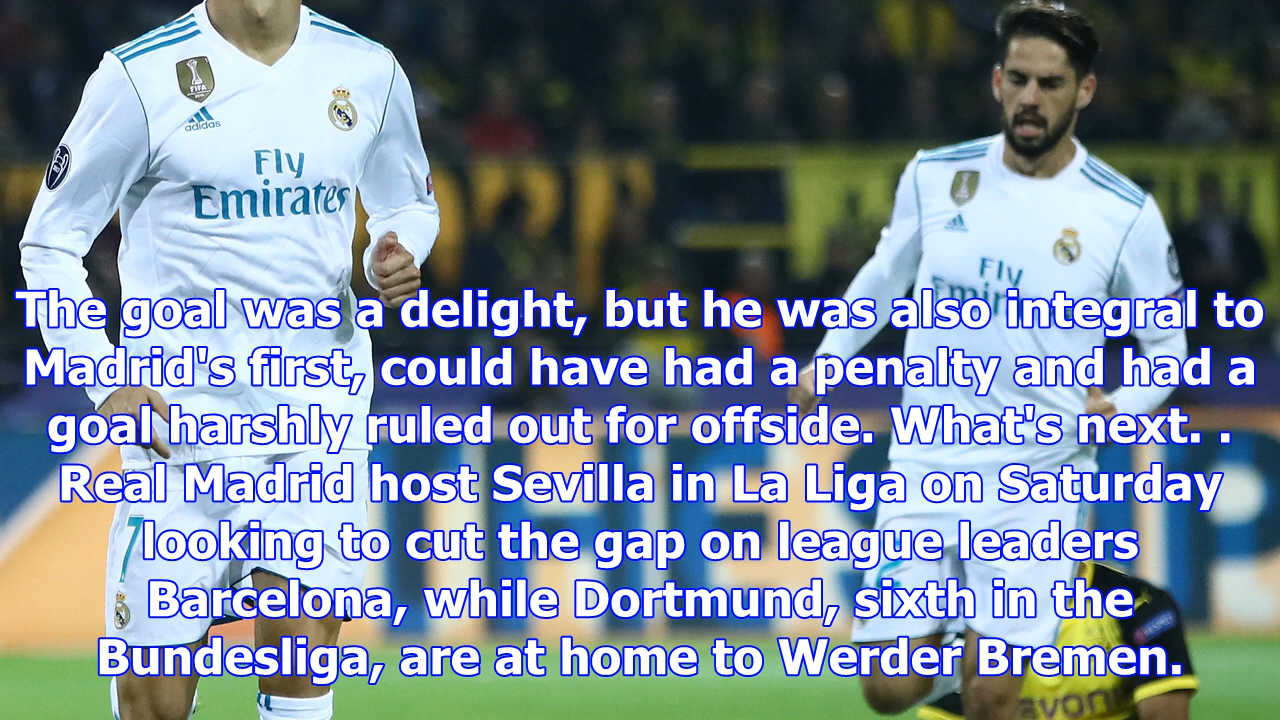 FIFA
adidas
Fly
Emirates
Fly
The goal was a delight, but he was also integral to
Madrid's first, could have had a penalty and had a
goal harshly ruled out for offside. What's next. .
Real Madrid host Sevilla in La Liga on Saturday
looking to cut the gap on league leaders
Barcelona, while Dortmund, sixth in the
Bundesliga, are at home to Werder Bremen.
7
RESPECT